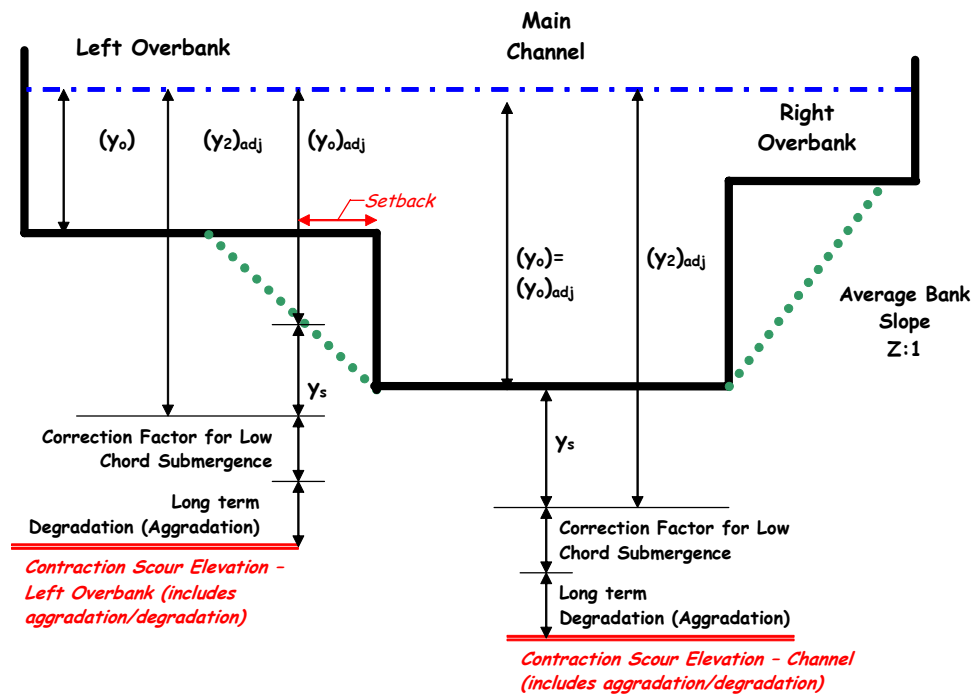 Left Overbank
Main
Channel
Right
Overbank
(yₒ)
(y₂)adj
(yₒ)adj
Setback
(yₒ)=
(yₒ)adj
(y₂)adj
Average Bank
Slope
Z:1
yₛ
Correction Factor for Low
Chord Submergence
Long term
Degradation (Aggradation)
Contraction Scour Elevation –
Left Overbank (includes
aggradation/degradation)
yₛ
Correction Factor for Low
Chord Submergence
Long term
Degradation (Aggradation)
Contraction Scour Elevation – Channel
(includes aggradation/degradation)